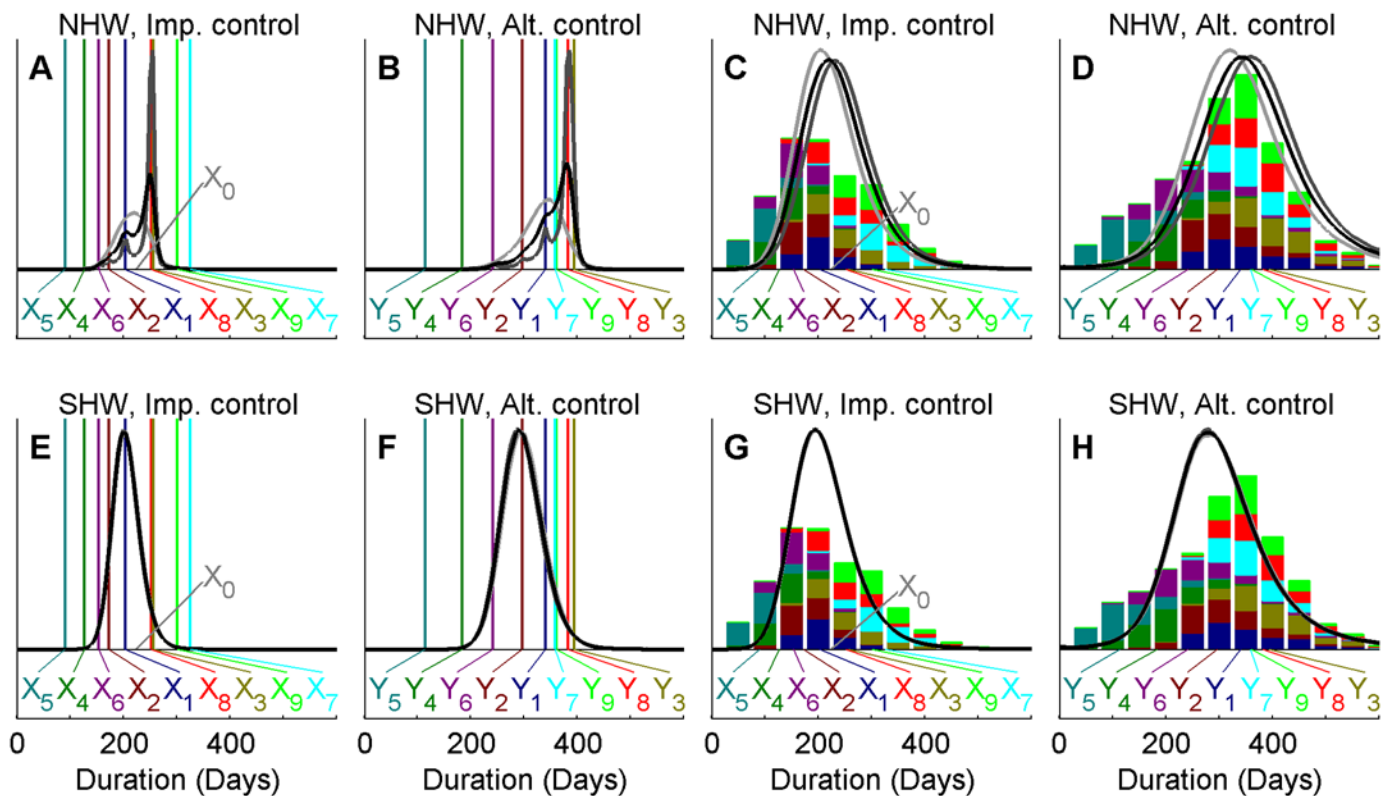 NHW, Imp. control NHW, Alt. control NHW, Imp. control NHW, Alt. control
A B C D
X0 X0
X5 X4 X6 X2 X1 X8 X3 X9 X7 Y5 Y4 Y6 Y2 Y1 Y7 Y9 Y8 Y3 X5 X4 X6 X2 X1 X8 X3 X9 X7 Y5 Y4 Y6 Y2 Y1 Y7 Y9 Y8 Y3
SHW, Imp. control SHW, Alt. control SHW, Imp. control SHW, Alt. control
E F G H
X0 X0
X5 X4 X6 X2 X1 X8 X3 X9 X7 Y5 Y4 Y6 Y2 Y1 Y7 Y9 Y8 Y3 X5 X4 X6 X2 X1 X8 X3 X9 X7 Y5 Y4 Y6 Y2 Y1 Y7 Y9 Y8 Y3
0 200 400 0 200 400 0 200 400 0 200 400
Duration (Days) Duration (Days) Duration (Days) Duration (Days)